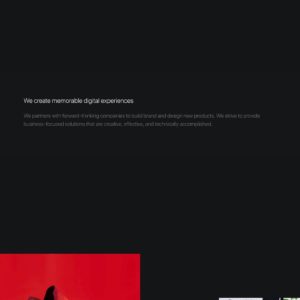 We create memorable digital experiences
We partners with forward-thinking companies to build brand and design new products. We strive to provide
business-focused solutions that are creative, effective, and technically accomplished.